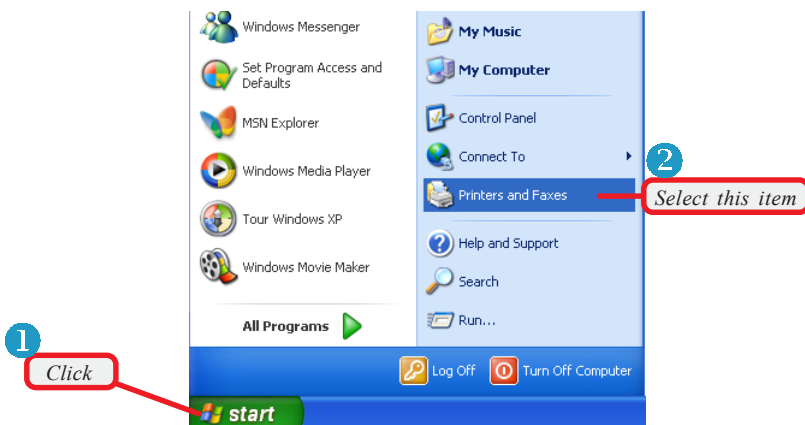 Windows Messenger
Set Program Access and
Defaults
MSN Explorer
Windows Media Player
Tour Windows XP
Windows Movie Maker
All Programs
My Music
My Computer
Control Panel
Connect To
2
Printers and Faxes
Select this item
Help and Support
Search
Run...
1
Click
Log Off
Turn Off Computer
start